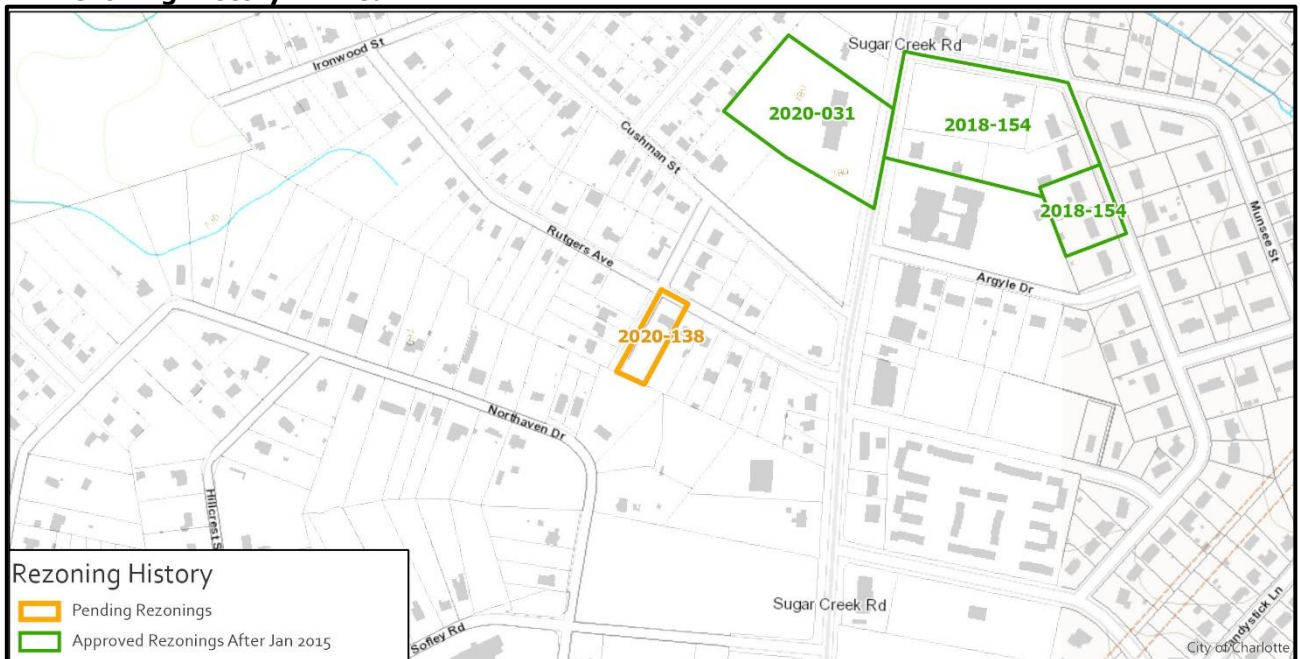 Sugar Creek Rd
Ironwood St
2020-031
2018-154
Cushman St
2018-154
Munsee St
Rutgers Ave
Argyle Dr
2020-138
Northaven Dr
Hillcrest S
Rezoning History
Pending Rezonings
Approved Rezonings After Jan 2015
Sofley Rd
Sugar Creek Rd
andystick Ln
City of Charlotte